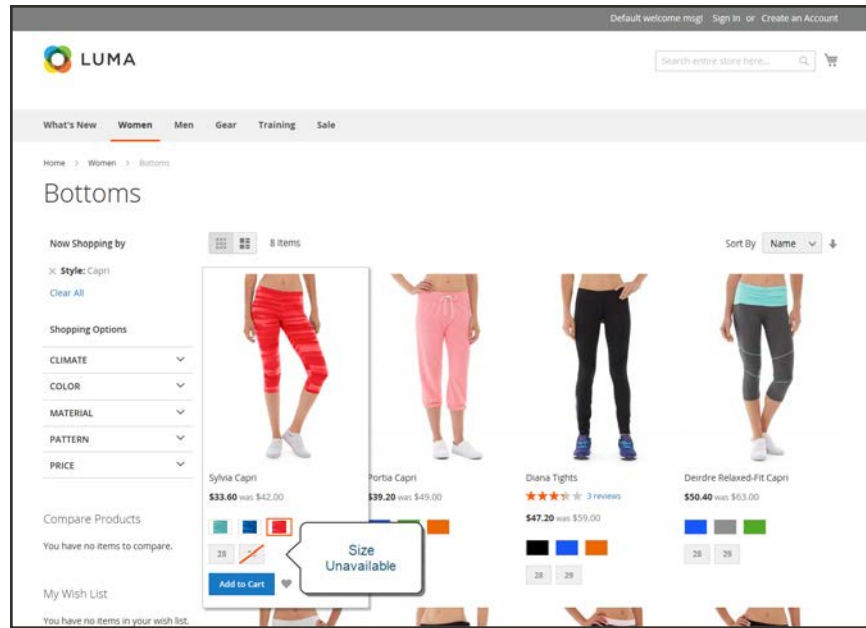 Default welcome msg! Sign In or Create an Account
LUMA
Search entire store here...
What's New Women Men Gear Training Sale
Home > Women > Bottoms
Bottoms
Now Shopping by
8 Items
Sort By Name
× Style: Capri
Clear All
Shopping Options
CLIMATE
COLOR
MATERIAL
PATTERN
PRICE
Compare Products
You have no items to compare.
My Wish List
You have no items in your wish list.
Sylvia Capri
$33.60 was $42.00
28
Add to Cart
Size
Unavailable
Portia Capri
$39.20 was $49.00
Diana Tights
3 reviews
$47.20 was $59.00
28 29
Deirdre Relaxed-Fit Capri
$50.40 was $63.00
28 29